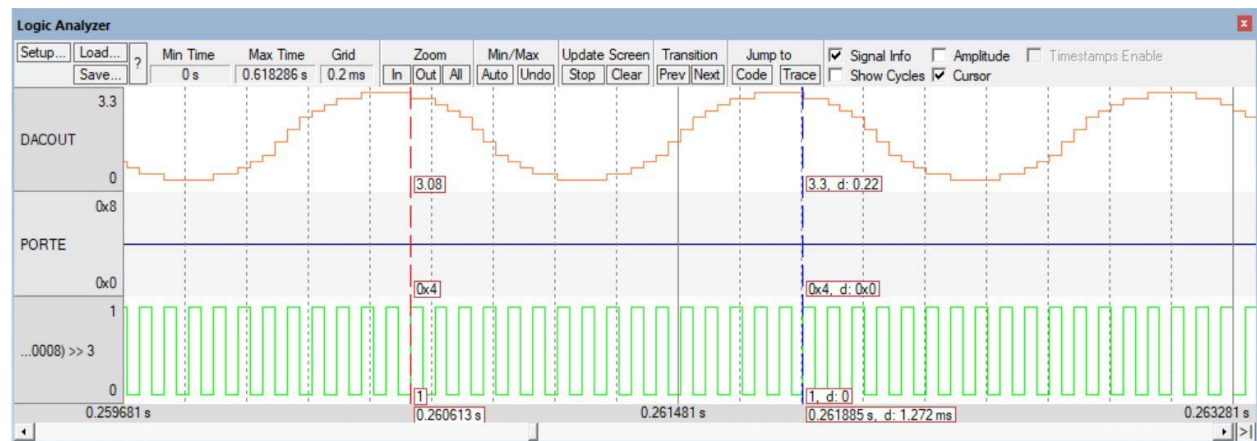 Logic Analyzer
Setup... Load... ? Min Time Max Time Grid Zoom Min/Max Update Screen Transition Jump to Signal Info Amplitude Timestamps Enable
Save... 0 s 0.618286 s 0.2 ms In Out All Auto Undo Stop Clear Prev Next Code Trace Show Cycles Cursor
3.3
DACOUT
0
3.08 3.3, d: 0.22
0x8
PORTE
0x0
0x4 0x4, d: 0x0
1
...0008) >> 3
0
1 1, d: 0
0.259681 s 0.260613 s 0.261481 s 0.261885 s, d: 1.272 ms 0.263281 s